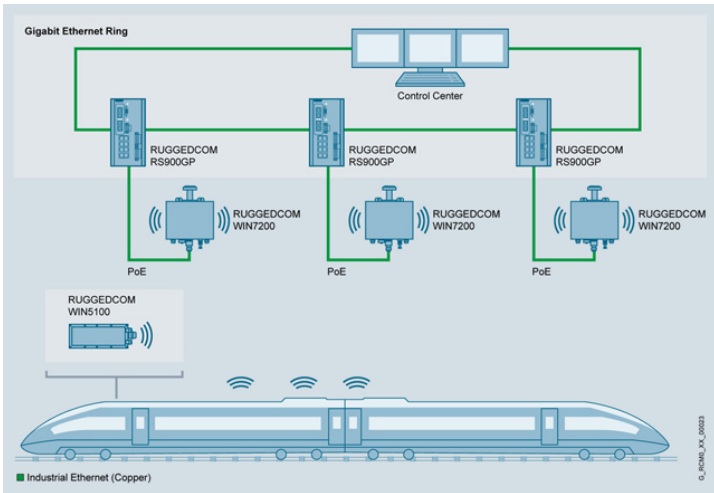 Gigabit Ethernet Ring
Control Center
RUGGEDCOM
RS900GP
RUGGEDCOM
RS900GP
RUGGEDCOM
RS900GP
RUGGEDCOM
WIN7200
RUGGEDCOM
WIN7200
RUGGEDCOM
WIN7200
PoE
PoE
PoE
RUGGEDCOM
WIN5100
G_RCM0_XX_00023
Industrial Ethernet (Copper)